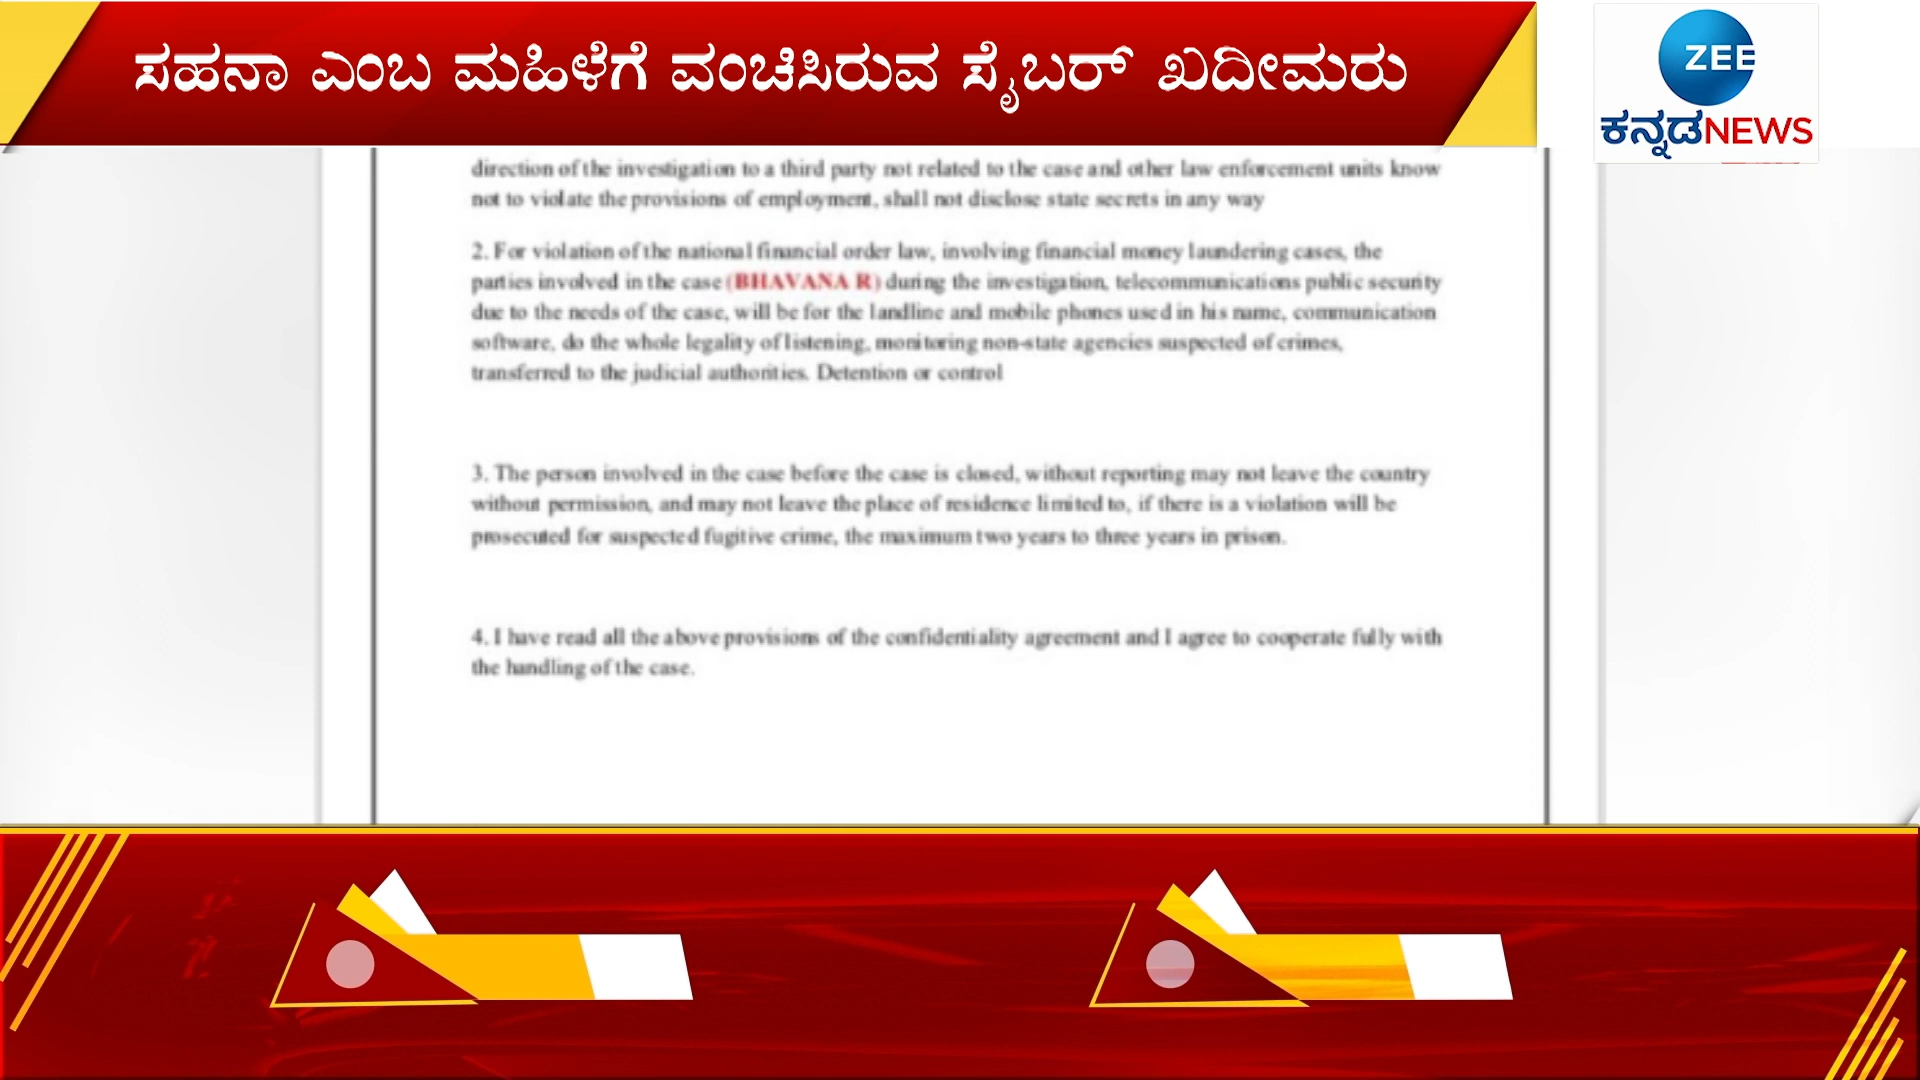 ಸಹನಾ ಎಂಬ ಮಹಿಳೆಗೆ ವಂಚಿಸಿರುವ ಸೈಬರ್ ಖದೀಮರು
ZEE
ಕನ್ನಡNEWS
direction of the investigation to a third party not related to the case and other law enforcement units know
not to violate the provisions of employment, shall not disclose state secrets in any way
2. For violation of the national financial order law, involving financial money laundering cases, the
parties involved in the case (BHAVANA R) during the investigation, telecommunications public security
due to the needs of the case, will be for the landline and mobile phones used in his name, communication
software, do the whole legality of listening, monitoring non-state agencies suspected of crimes,
transferred to the judicial authorities. Detention or control
3. The person involved in the case before the case is closed, without reporting may not leave the country
without permission, and may not leave the place of residence limited to, if there is a violation will be
prosecuted for suspected fugitive crime, the maximum two years to three years in prison.
4. I have read all the above provisions of the confidentiality agreement and I agree to cooperate fully with
the handling of the case.